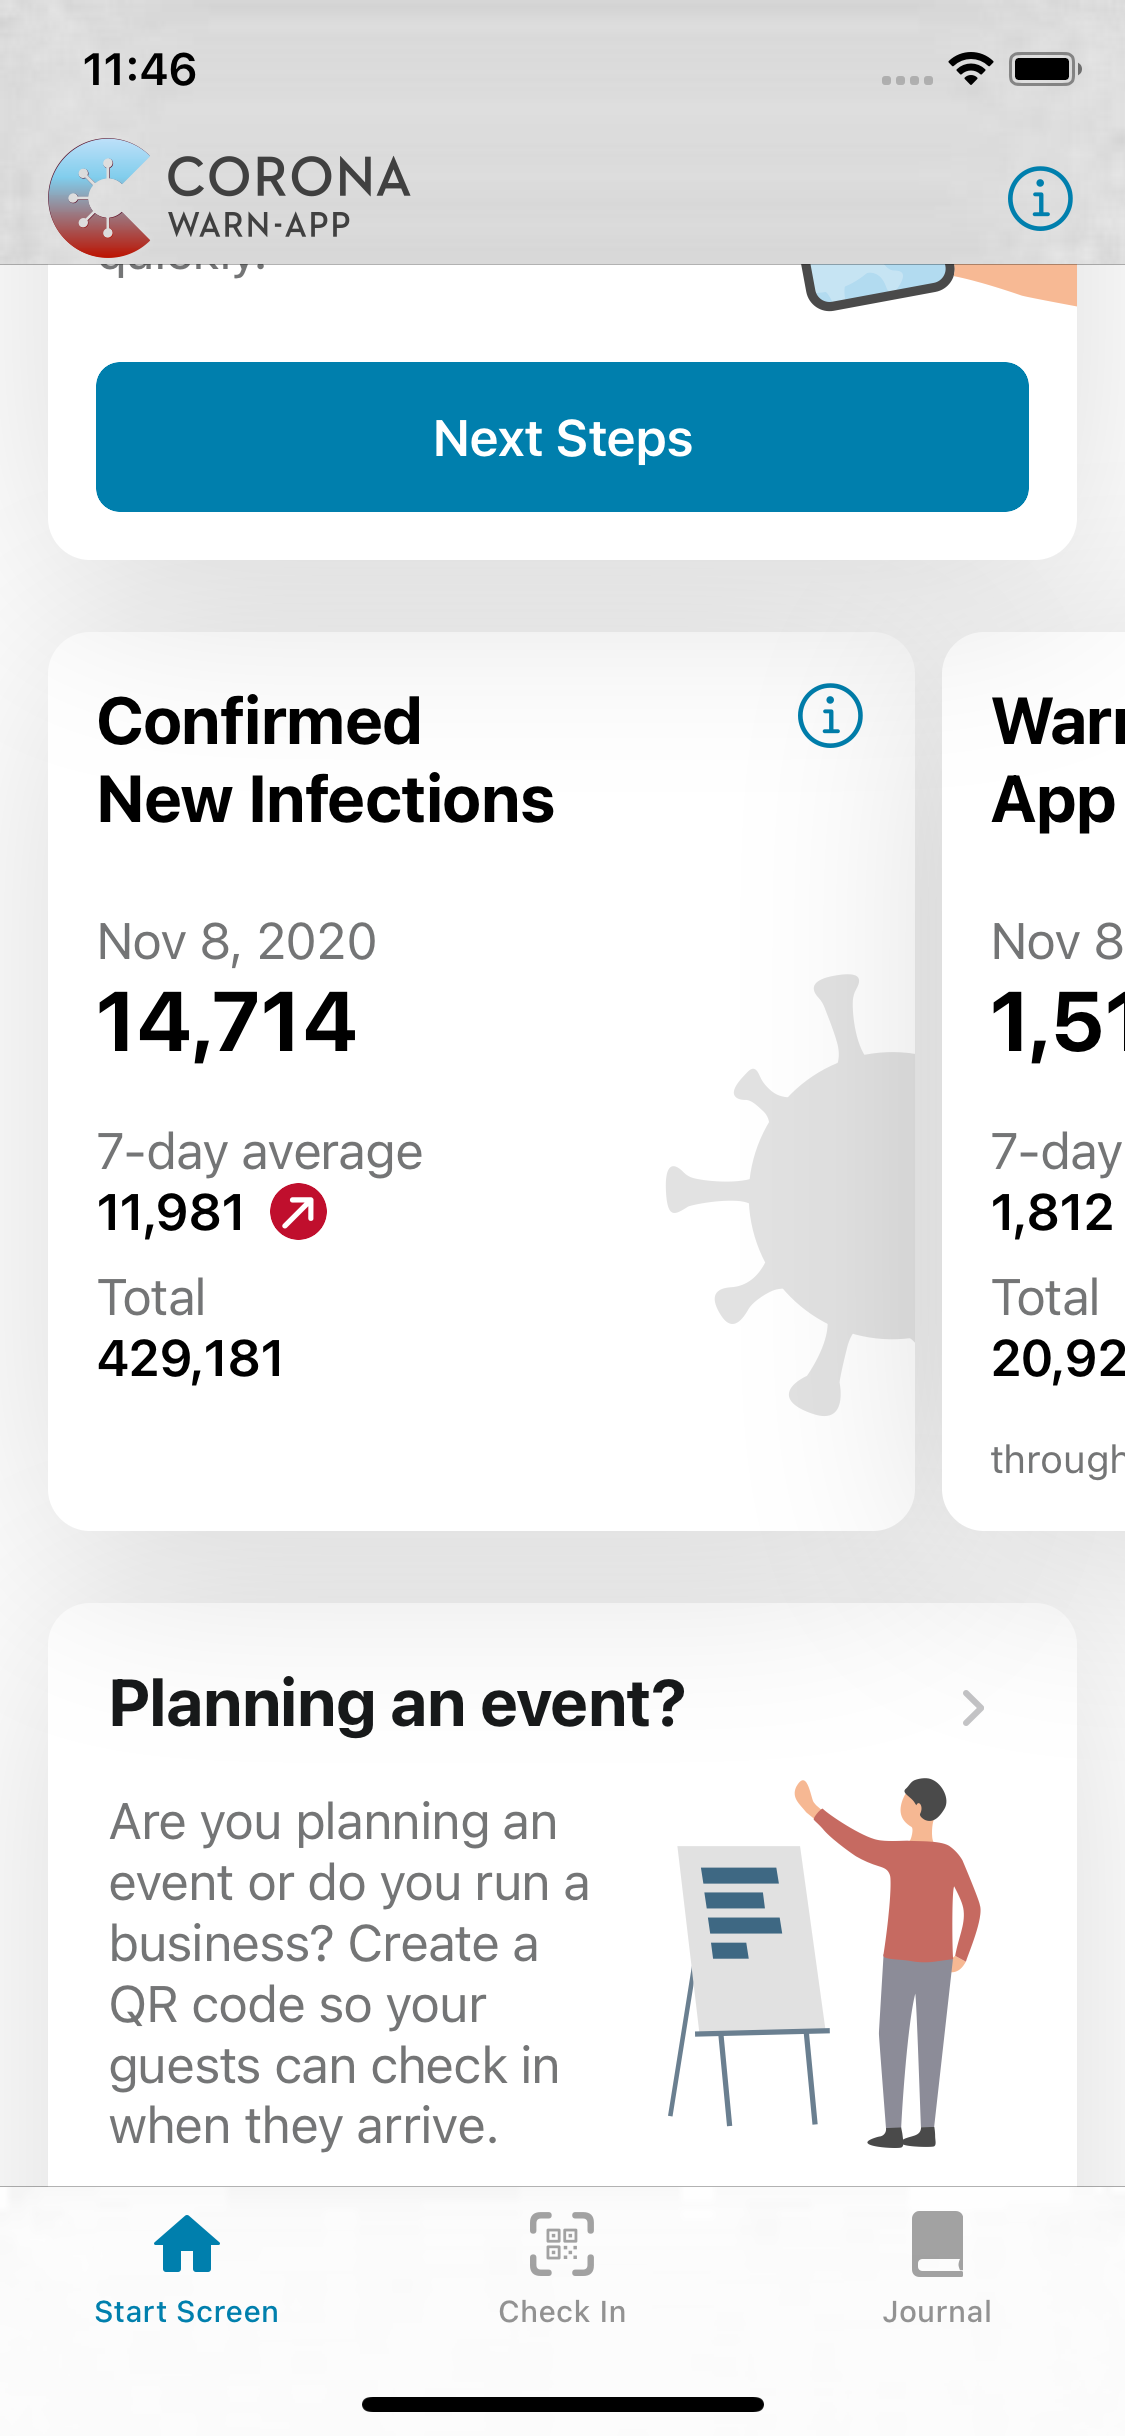 11:46
CORONA
WARN-APP
quickly.
Next Steps
Confirmed
New Infections
Nov 8, 2020
14,714
7-day average
11,981
Total
429,181
App
Nov 8
1,51
7-day
1,812
Total
20,92
through
Planning an event?
Are you planning an
event or do you run a
business? Create a
QR code so your
guests can check in
when they arrive.
Start Screen
Check In
Journal